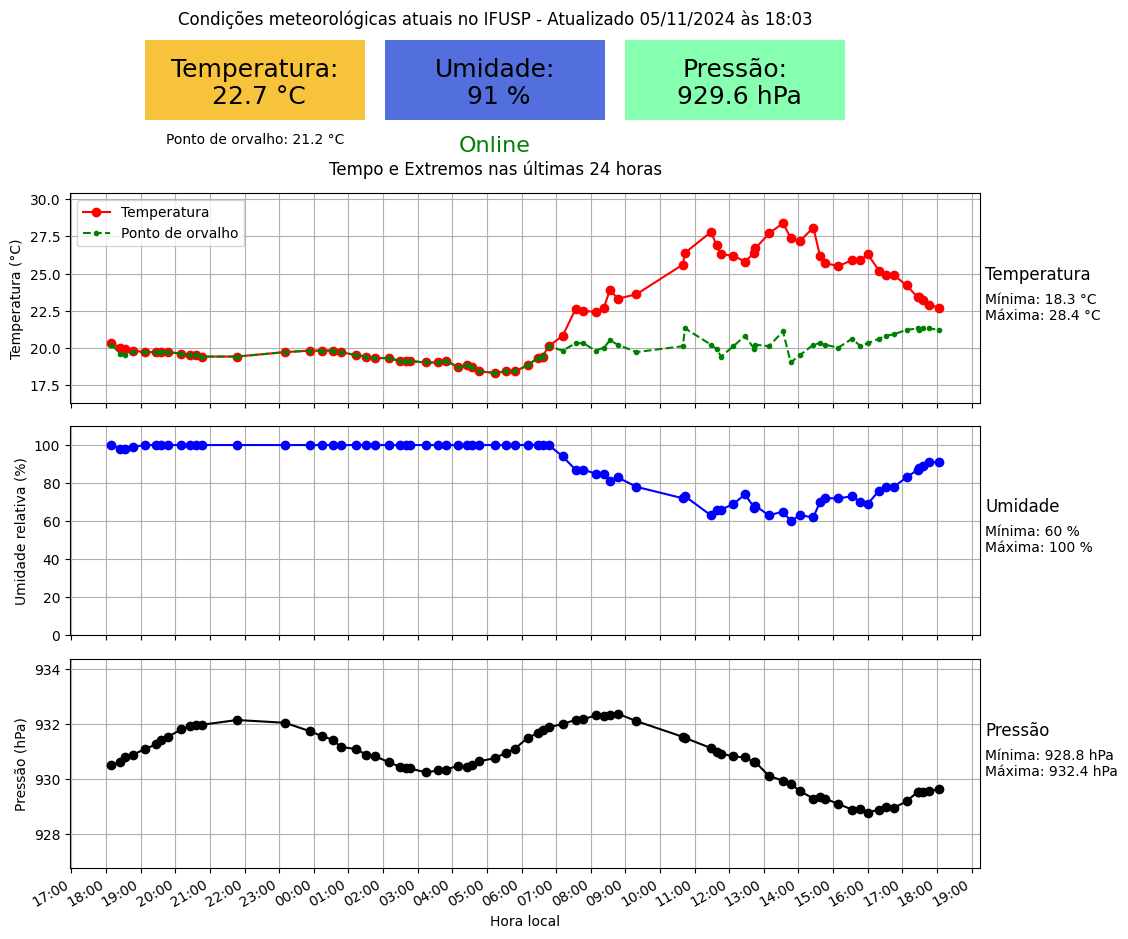 Condições meteorológicas atuais no IFUSP - Atualizado 05/11/2024 às 18:03
Temperatura:
22.7 °C
Umidade:
91 %
Pressão:
929.6 hPa
Ponto de orvalho: 21.2 °C
Online
Tempo e Extremos nas últimas 24 horas
Temperatura (°C)
30.0
27.5
25.0
22.5
20.0
17.5
Temperatura
Ponto de orvalho
Temperatura
Mínima: 18.3 °C
Máxima: 28.4 °C
Umidade relativa (%)
100
80
60
40
20
0
Umidade
Mínima: 60 %
Máxima: 100 %
Pressão (hPa)
934
932
930
928
Pressão
Mínima: 928.8 hPa
Máxima: 932.4 hPa
17:00 18:00 19:00 20:00 21:00 22:00 23:00 00:00 01:00 02:00 03:00 04:00 05:00 06:00 07:00 08:00 09:00 10:00 11:00 12:00 13:00 14:00 15:00 16:00 17:00 18:00 19:00
Hora local